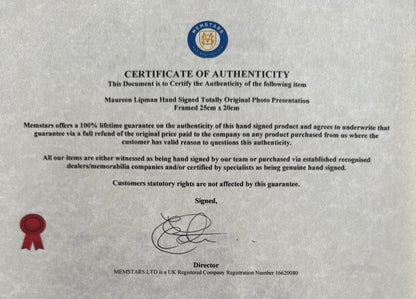 MEMSTARS
CERTIFICATE OF AUTHENTICITY
This Document is to Certify the Authenticity of the following item
Maureen Lipman Hand Signed Totally Original Photo Presentation
Framed 25cm x 20cm
Memstars offers a 100% lifetime guarantee on the authenticity of this hand signed product and agrees to underwrite that
guarantee via a full refund of the original price paid to the company on any product purchased from us where the
customer has valid reason to question this authenticity.
All our items are either witnessed as being hand signed by our team or purchased via established recogaised
dealers/memorabilia companies and/or certified by specialists as being genuine hand signed.
Customers statutory rights are not affected by this guarantee.
Signed,
Director
MEMSTARS LTD is a UK Registered Company Registration Number 16620080